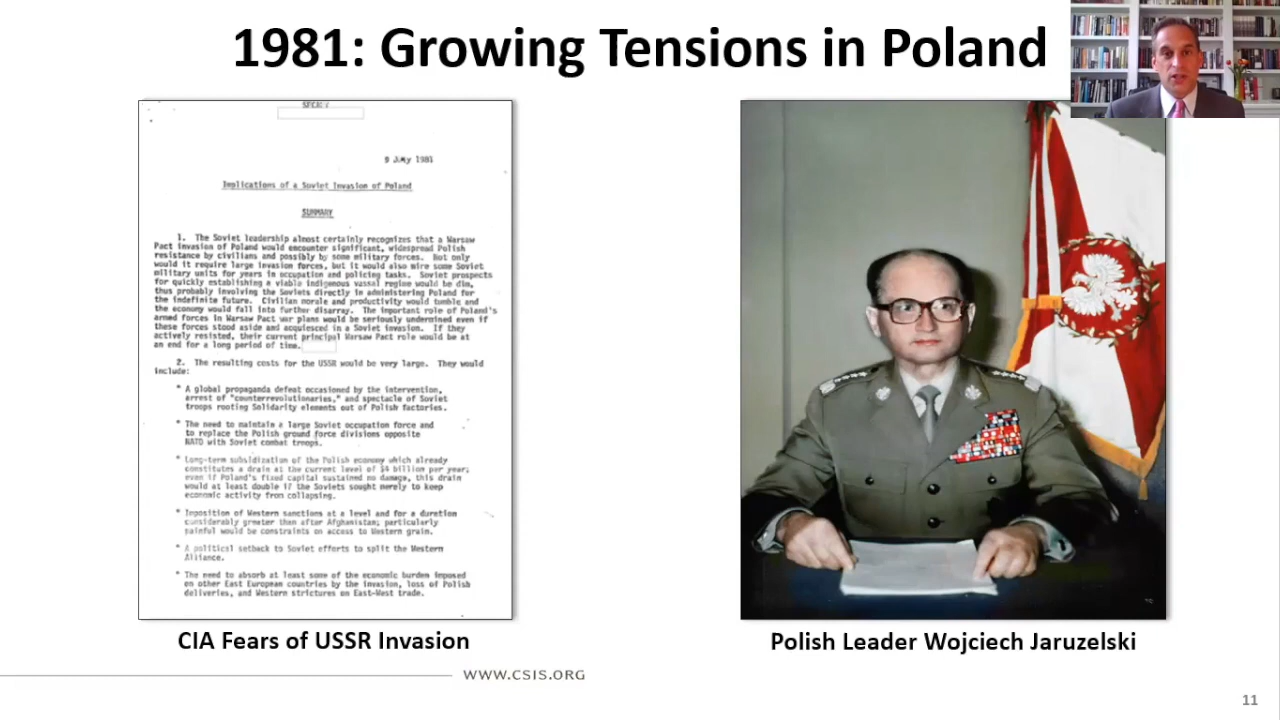 1981: Growing Tensions in Poland
SECRET
9 July 1981
Implications of a Soviet Invasion of Poland
SUMMARY
1. The Soviet leadership almost certainly recognizes that a Warsaw
Pact invasion of Poland would encounter significant, widespread Polish
resistance by civilians and possibly by some military forces. Not only
would it require large invasion forces, but it would also mire some Soviet
military units for years in occupation and policing tasks. Soviet prospects
for quickly establishing a viable indigenous vassal regime would be dim,
thus probably involving the Soviets directly in administering Poland for
the indefinite future. Civilian morale and productivity would tumble and
the economy would fall into further disarray. The important role of Poland's
armed forces in Warsaw Pact war plans would be seriously undermined even if
these forces stood aside and acquiesced in a Soviet invasion. If they
actively resisted, their current principal Warsaw Pact role would be at
an end for a long period of time.
2. The resulting costs for the USSR would be very large. They would
include:
* A global propaganda defeat occasioned by the intervention,
arrest of "counterrevolutionaries," and spectacle of Soviet
troops rooting Solidarity elements out of Polish factories.
* The need to maintain a large Soviet occupation force and
to replace the Polish ground force divisions opposite
NATO with Soviet combat troops.
* Long-term subsidization of the Polish economy which already
constitutes a drain at the current level of $4 billion per year;
even if Poland's fixed capital sustained no damage, this drain
would at least double if the Soviets sought merely to keep
economic activity from collapsing.
* Imposition of Western sanctions at a level and for a duration
considerably greater than after Afghanistan; particularly
painful would be constraints on access to Western grain.
* A political setback to Soviet efforts to split the Western
Alliance.
* The need to absorb at least some of the economic burden imposed
on other East European countries by the invasion, loss of Polish
deliveries, and Western strictures on East-West trade.
CIA Fears of USSR Invasion
Polish Leader Wojciech Jaruzelski
WWW.CSIS.ORG
11